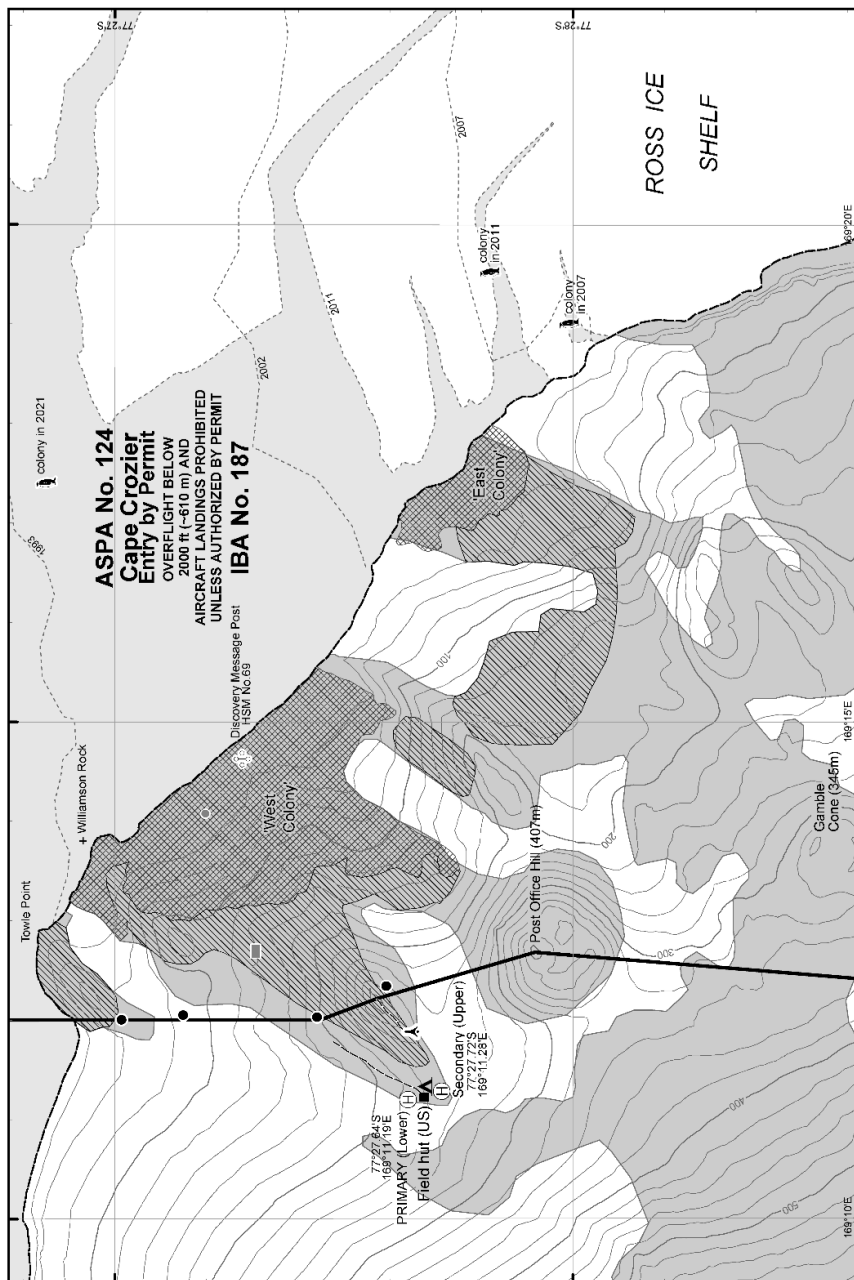 77°27'S
77°28'S
ROSS ICE
SHELF
2007
colony
in 2011
169°20'E
colony
in 2007
2011
2002
colony in 2021
1993
ASPA No. 124
Cape Crozier
Entry by Permit
OVERFLIGHT BELOW
2000 ft (~610 m) AND
AIRCRAFT LANDINGS PROHIBITED
UNLESS AUTHORIZED BY PERMIT
IBA No. 187
'East
Colony'
Discovery Message Post
HSM No.69
100
169°15'E
Williamson Rock
'West
Colony'
200
Gamble
Cone (345m)
Towle Point
Post Office Hill (407m)
300
Secondary (Upper)
77°27.72'S
169°11.28'E
77°27.64'S
169°11.19'E
PRIMARY (Lower)
H
H
Field hut (US)
400
500
169°10'E